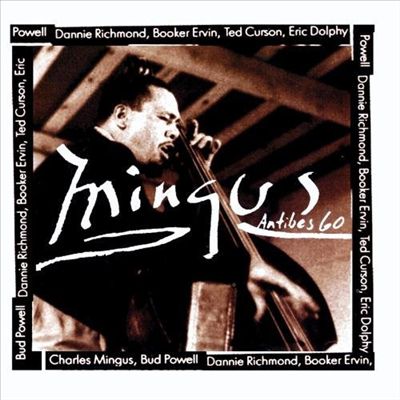 Powell Dannie Richmond, Booker Ervin, Ted Curson, Eric Dolphy
Powell Dannie Richmond, Booker Ervin, Ted Curson, Eric Dolphy
mingus
Antibes 60
Bud Powell Dannie Richmond, Booker Ervin, Ted Curson, Eric
Charles Mingus, Bud Powell Dannie Richmond, Booker Ervin,